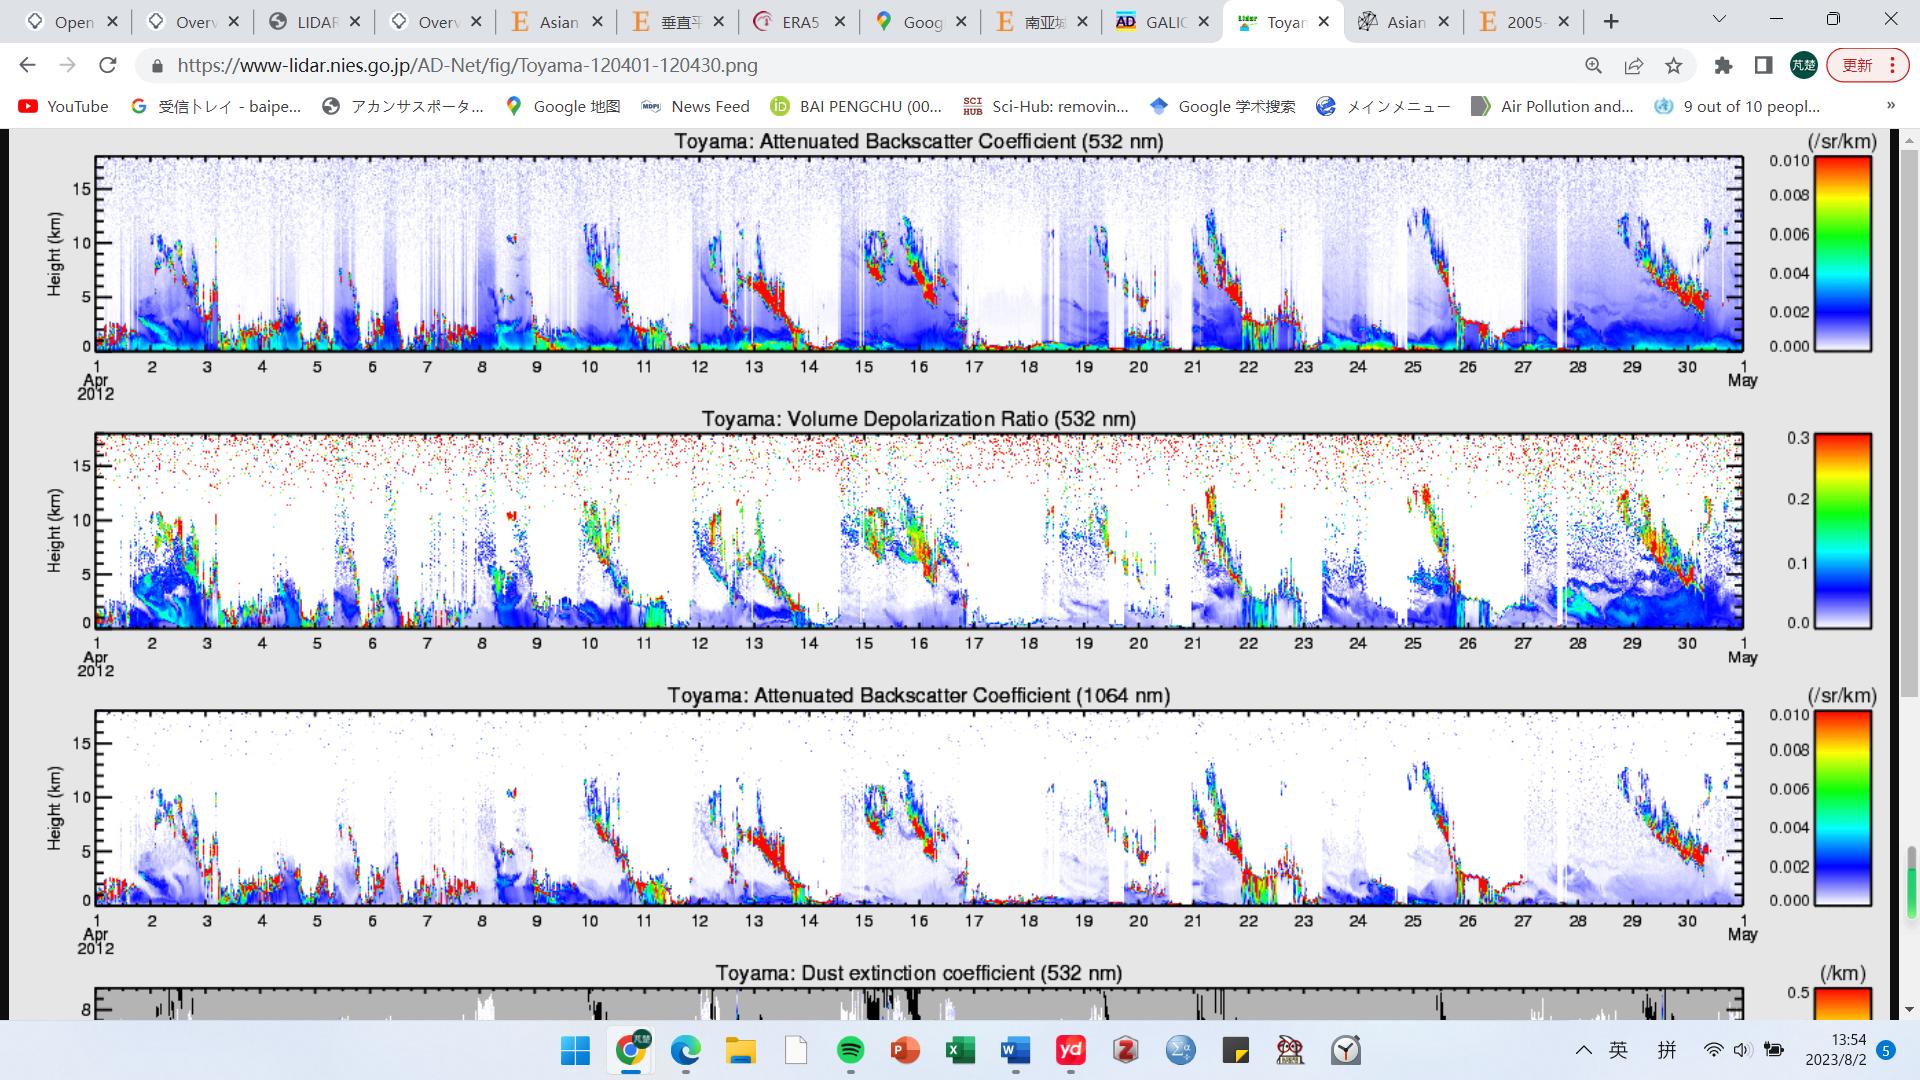 Open Overv LIDAR Overv Asian 垂直平 ERA5 Goog 南亚城 GALIC Toyam Asian 2005-
https://www-lidar.nies.go.jp/AD-Net/fig/Toyama-120401-120430.png 芃楚 更新
YouTube 受信トレイ - baipe... アカンサスポータ... Google 地图 News Feed BAI PENGCHU (00... Sci-Hub: removin... Google 学术搜索 メインメニュー Air Pollution and... 9 out of 10 peopl... »
Toyama: Attenuated Backscatter Coefficient (532 nm) (/sr/km)
15
10
5
0
Height (km)
0.010
0.008
0.006
0.004
0.002
0.000
1 2 3 4 5 6 7 8 9 10 11 12 13 14 15 16 17 18 19 20 21 22 23 24 25 26 27 28 29 30 1
Apr May
2012
Toyama: Volume Depolarization Ratio (532 nm)
15
10
5
0
Height (km)
0.3
0.2
0.1
0.0
1 2 3 4 5 6 7 8 9 10 11 12 13 14 15 16 17 18 19 20 21 22 23 24 25 26 27 28 29 30 1
Apr May
2012
Toyama: Attenuated Backscatter Coefficient (1064 nm) (/sr/km)
15
10
5
0
Height (km)
0.010
0.008
0.006
0.004
0.002
0.000
1 2 3 4 5 6 7 8 9 10 11 12 13 14 15 16 17 18 19 20 21 22 23 24 25 26 27 28 29 30 1
Apr May
2012
Toyama: Dust extinction coefficient (532 nm) (/km)
8
0.5
英 拼 13:54
2023/8/2 5